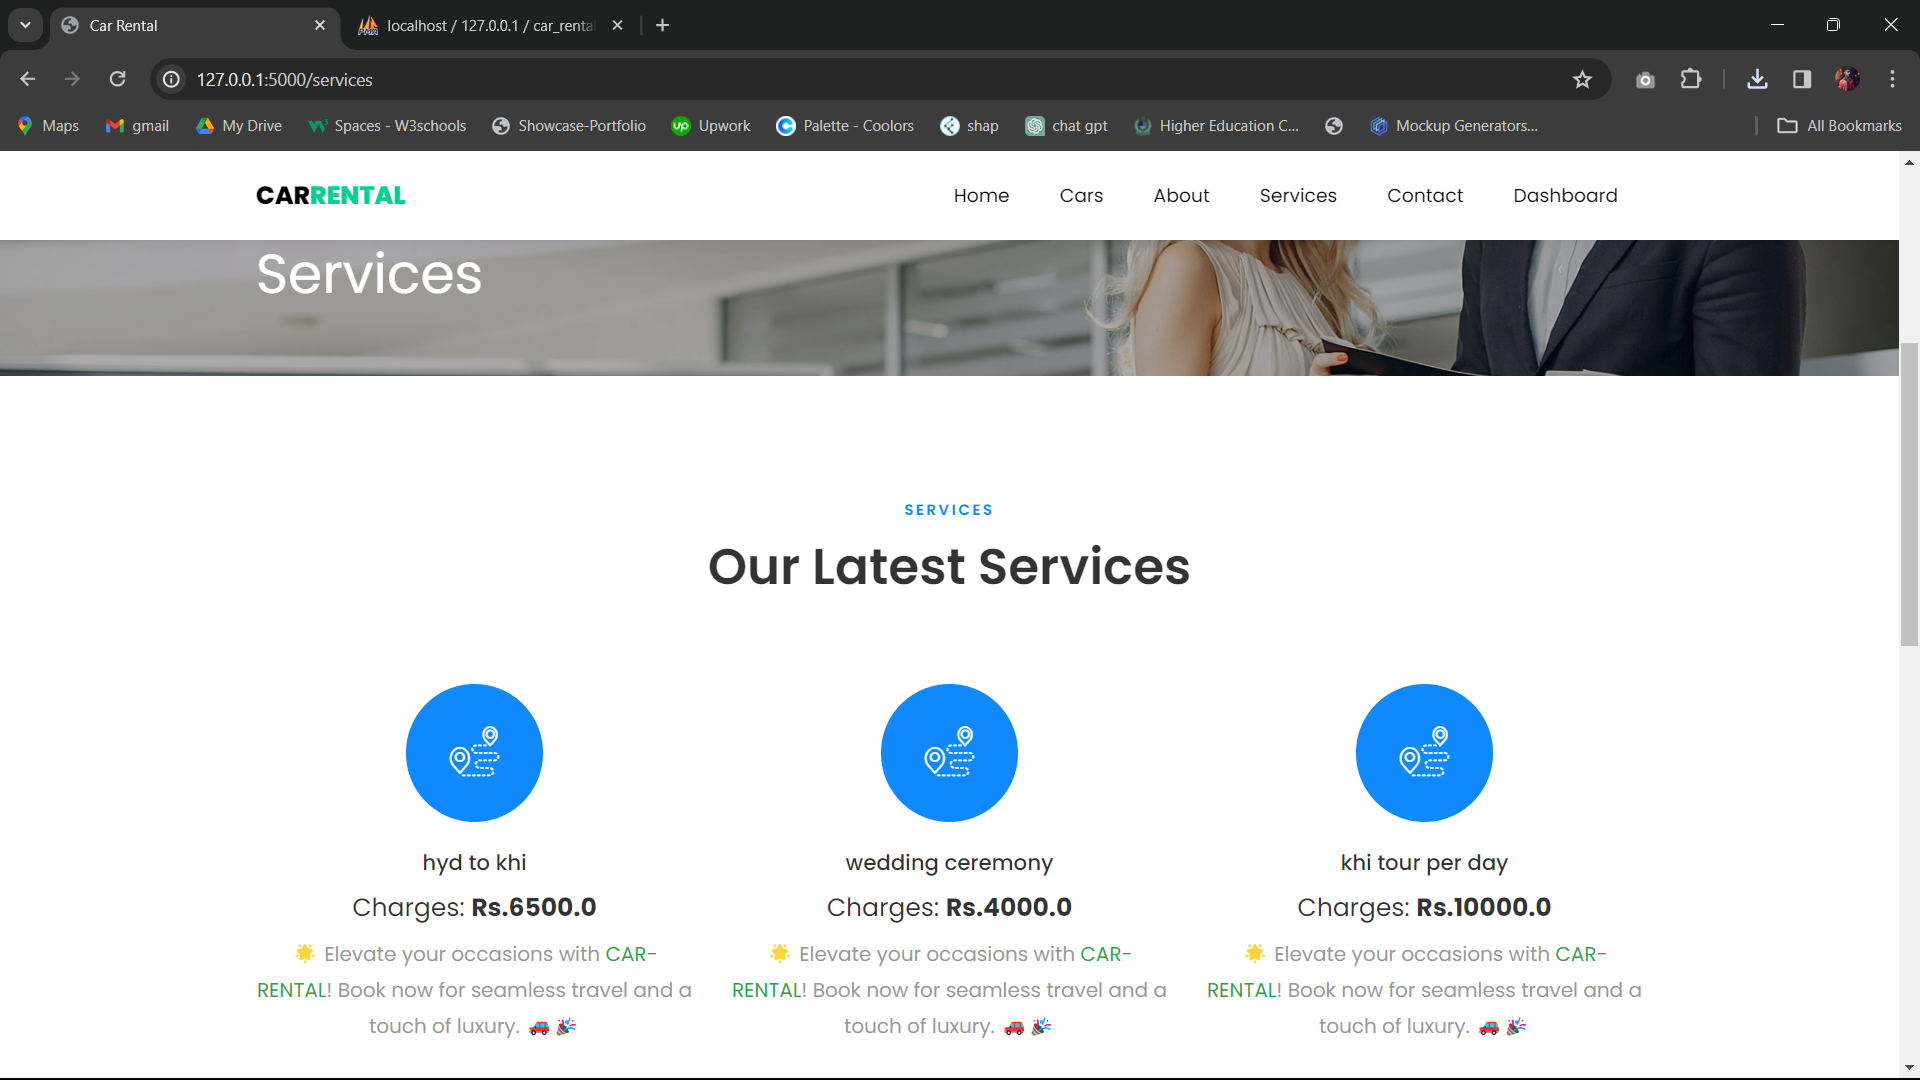 Car Rental
localhost / 127.0.0.1 / car_renta
127.0.0.1:5000/services
Maps
gmail
My Drive
Spaces - W3schools
Showcase-Portfolio
up Upwork
Palette - Coolors
shap
chat gpt
Higher Education C...
Mockup Generators...
All Bookmarks
CARRENTAL
Home
Cars
About
Services
Contact
Dashboard
Services
SERVICES
Our Latest Services
hyd to khi
Charges: Rs.6500.0
🌟 Elevate your occasions with CAR-
RENTAL! Book now for seamless travel and a
touch of luxury. 🚗 🎉
wedding ceremony
Charges: Rs.4000.0
🌟 Elevate your occasions with CAR-
RENTAL! Book now for seamless travel and a
touch of luxury. 🚗 🎉
khi tour per day
Charges: Rs.10000.0
🌟 Elevate your occasions with CAR-
RENTAL! Book now for seamless travel and a
touch of luxury. 🚗 🎉